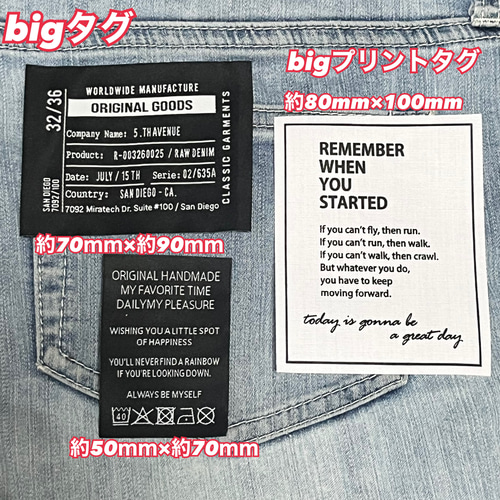 bigタグ
bigプリントタグ
約80mm×100mm
WORLDWIDE MANUFACTURE
ORIGINAL GOODS
Company Name: 5.TH AVENUE
Product: R-003260025 / RAW DENIM
Date: JULY / 15TH Serie: 02/635A
Country: SAN DIEGO - CA.
7092 Miratech Dr. Suite #100 / San Diego
32/36
SAN DIEGO
7092/100
CLASSIC GARMENTS
約70mm×約90mm
REMEMBER
WHEN
YOU
STARTED
If you can't fly, then run.
If you can't run, then walk.
If you can't walk, then crawl.
But whatever you do,
you have to keep
moving forward.
today is gonna be
a great day
ORIGINAL HANDMADE
MY FAVORITE TIME
DAILYMY PLEASURE
WISHING YOU A LITTLE SPOT
OF HAPPINESS
YOU'LL NEVER FIND A RAINBOW
IF YOU'RE LOOKING DOWN.
ALWAYS BE MYSELF
40
約50mm×約70mm